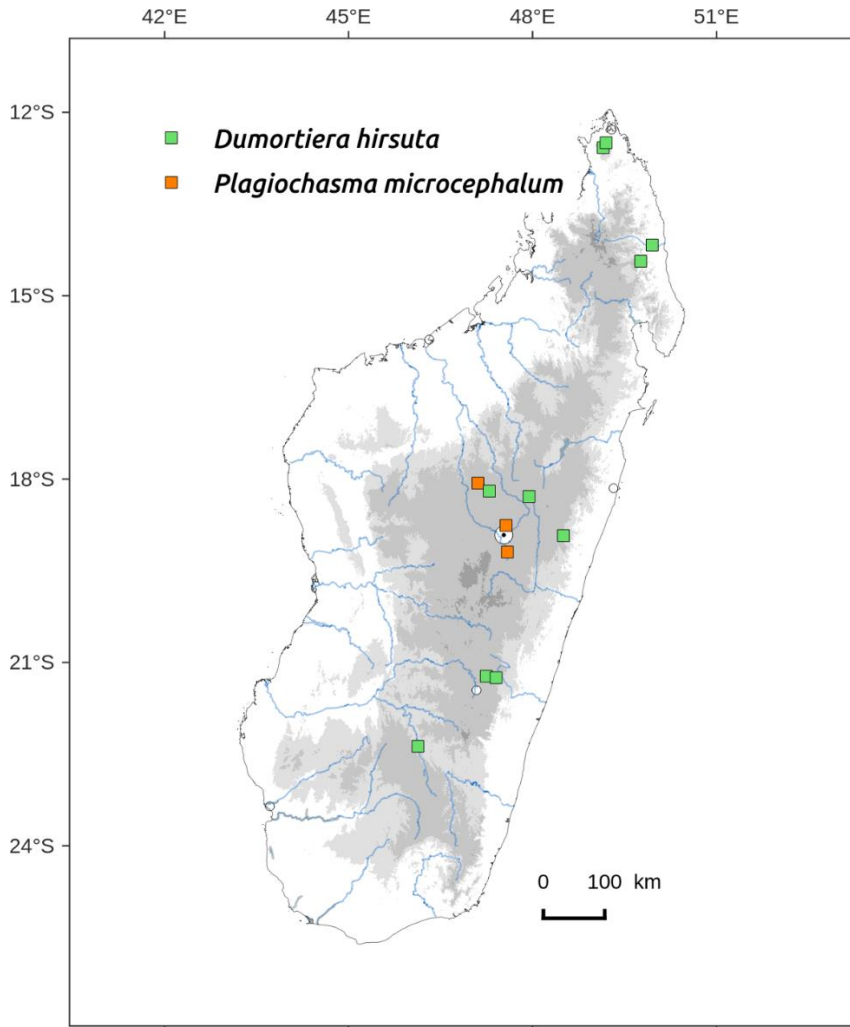 42°E 45°E 48°E 51°E
12°S
Dumortiera hirsuta
Plagiochasma microcephalum
15°S
18°S
21°S
24°S
0 100 km